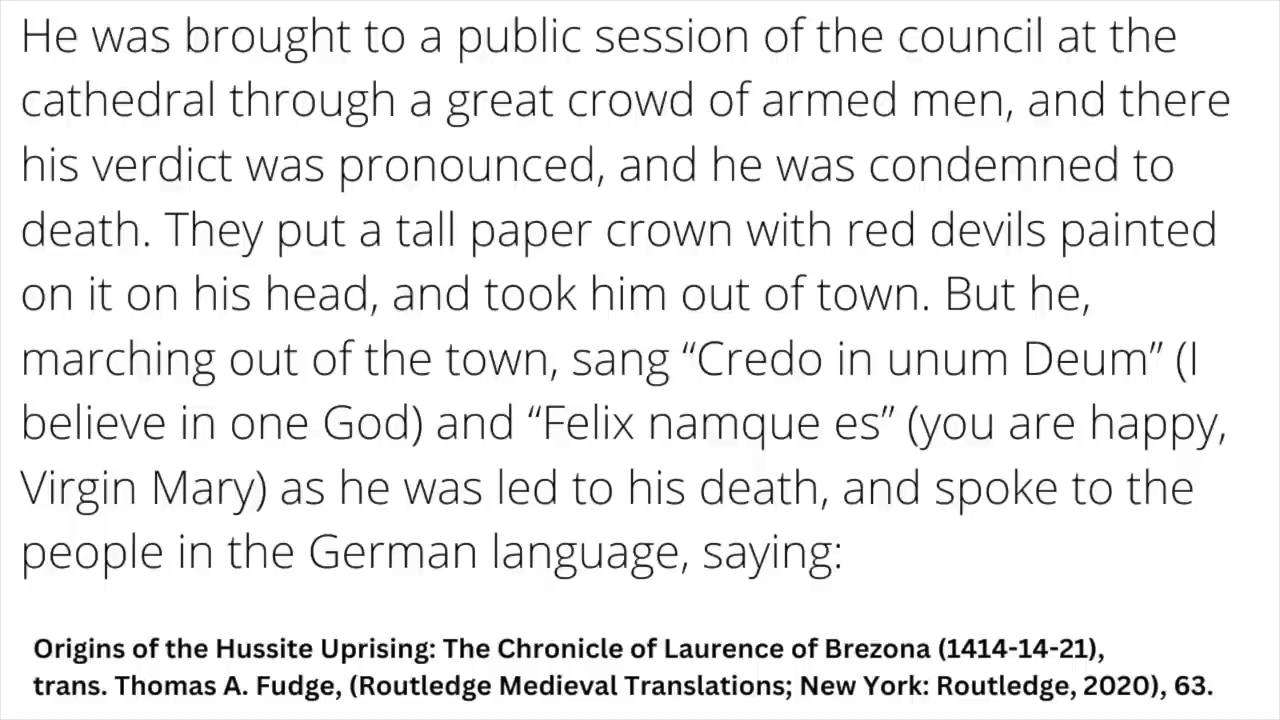 He was brought to a public session of the council at the
cathedral through a great crowd of armed men, and there
his verdict was pronounced, and he was condemned to
death. They put a tall paper crown with red devils painted
on it on his head, and took him out of town. But he,
marching out of the town, sang “Credo in unum Deum” (I
believe in one God) and “Felix namque es” (you are happy,
Virgin Mary) as he was led to his death, and spoke to the
people in the German language, saying:
Origins of the Hussite Uprising: The Chronicle of Laurence of Brezona (1414-14-21),
trans. Thomas A. Fudge, (Routledge Medieval Translations; New York: Routledge, 2020), 63.